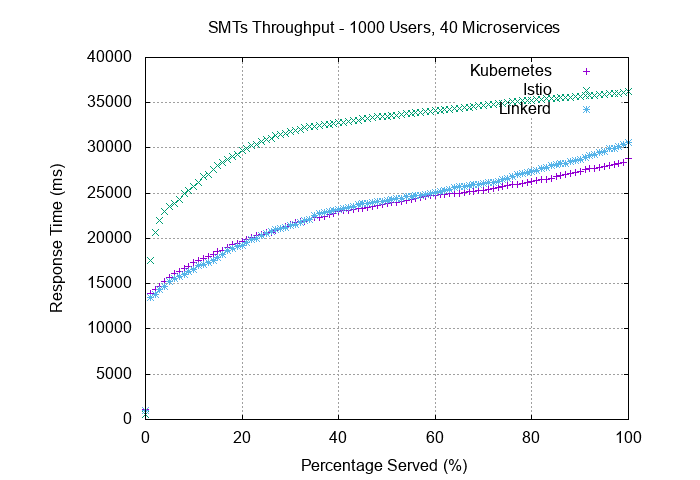 SMTs Throughput - 1000 Users, 40 Microservices
40000
35000
30000
25000
20000
15000
10000
5000
0
Kubernetes
Istio
Linkerd
Response Time (ms)
0 20 40 60 80 100
Percentage Served (%)